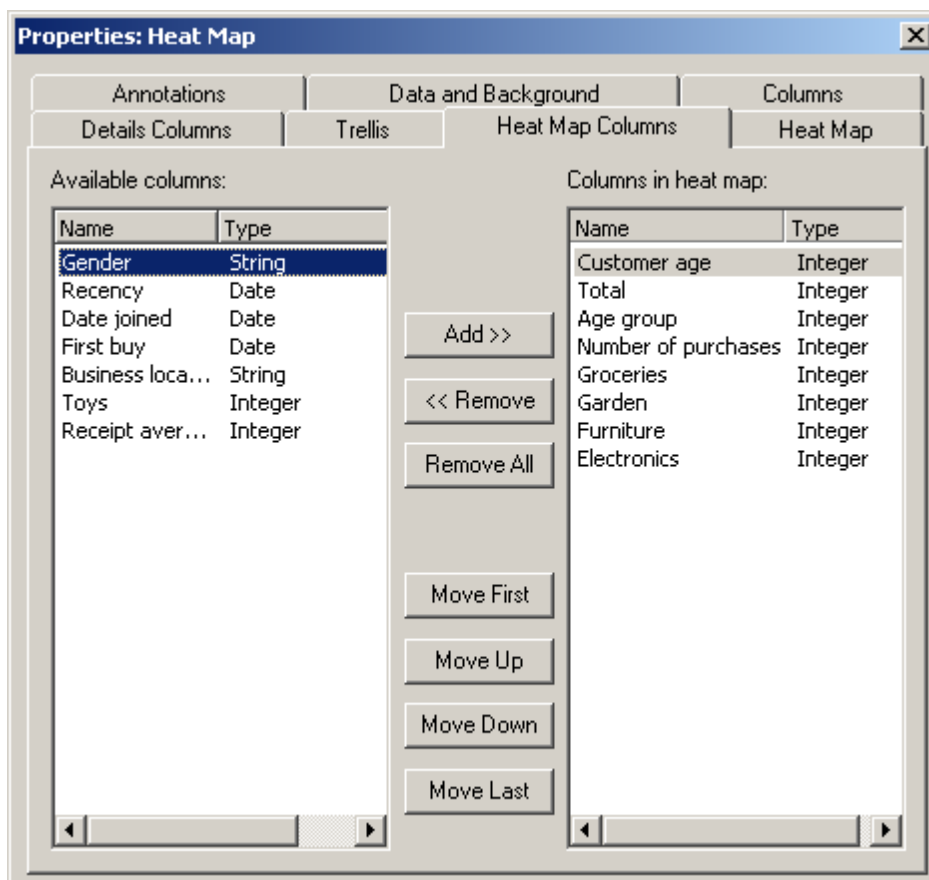 Properties: Heat Map
Annotations
Data and Background
Columns
Details Columns
Trellis
Heat Map Columns
Heat Map
Available columns:
Name Type
Gender String
Recency Date
Date joined Date
First buy Date
Business loca... String
Toys Integer
Receipt aver... Integer
Add >>
<< Remove
Remove All
Move First
Move Up
Move Down
Move Last
Columns in heat map:
Name Type
Customer age Integer
Total Integer
Age group Integer
Number of purchases Integer
Groceries Integer
Garden Integer
Furniture Integer
Electronics Integer